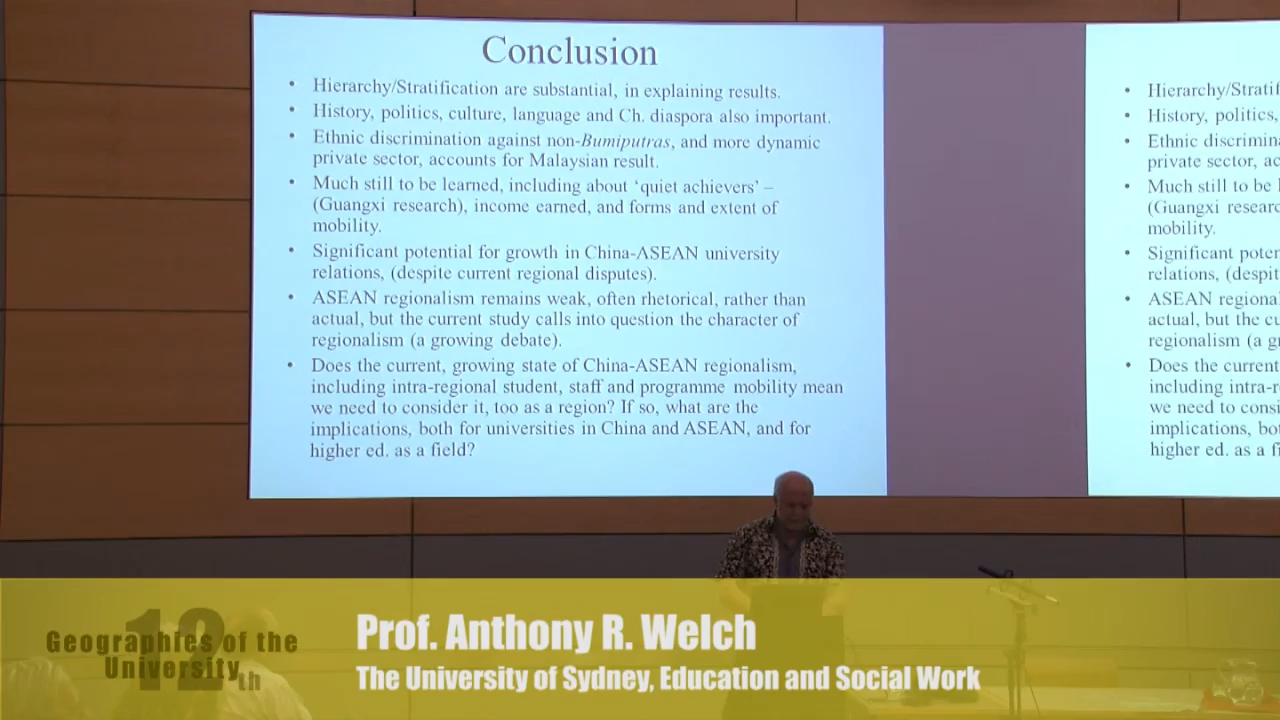 Conclusion
• Hierarchy/Stratification are substantial, in explaining results.
• History, politics, culture, language and Ch. diaspora also important.
• Ethnic discrimination against non-Bumiputras, and more dynamic
private sector, accounts for Malaysian result.
• Much still to be learned, including about ‘quiet achievers’ –
(Guangxi research), income earned, and forms and extent of
mobility.
• Significant potential for growth in China-ASEAN university
relations, (despite current regional disputes).
• ASEAN regionalism remains weak, often rhetorical, rather than
actual, but the current study calls into question the character of
regionalism (a growing debate).
• Does the current, growing state of China-ASEAN regionalism,
including intra-regional student, staff and programme mobility mean
we need to consider it, too as a region? If so, what are the
implications, both for universities in China and ASEAN, and for
higher ed. as a field?
• Hierarchy/Stratif
• History, politics,
• Ethnic discrimin
private sector, ac
• Much still to be l
(Guangxi researc
mobility.
• Significant poten
relations, (despit
• ASEAN regional
actual, but the cu
regionalism (a g
• Does the current
including intra-r
we need to consi
implications, bo
higher ed. as a fi
12th
Geographies of the
University
Prof. Anthony R. Welch
The University of Sydney, Education and Social Work